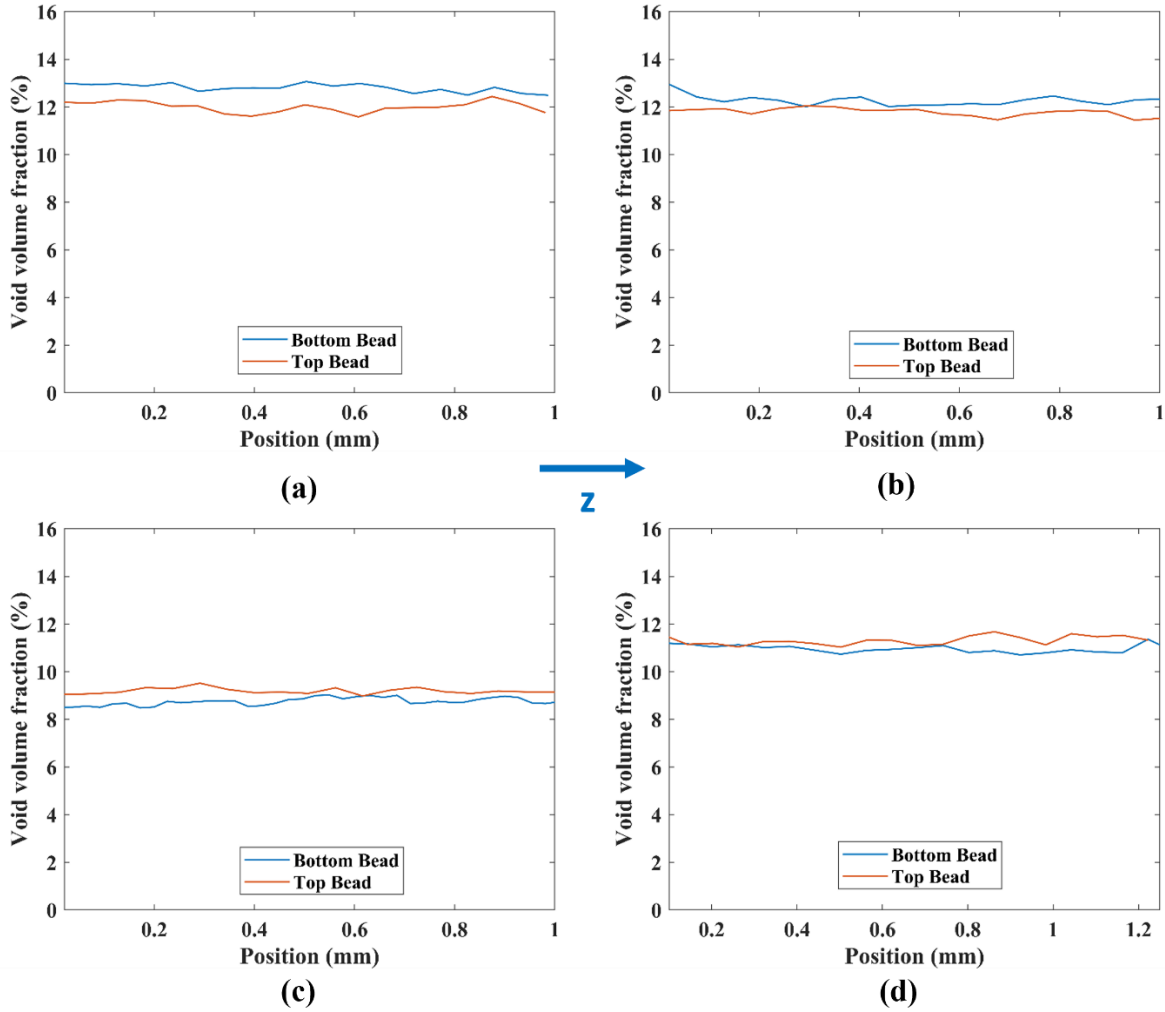 16
14
12
10
8
6
4
2
0
Void volume fraction (%)
Bottom Bead
Top Bead
0.2 0.4 0.6 0.8 1
Position (mm)
(a)
16
14
12
10
8
6
4
2
0
Void volume fraction (%)
Bottom Bead
Top Bead
0.2 0.4 0.6 0.8 1
Position (mm)
(b)
z
16
14
12
10
8
6
4
2
0
Void volume fraction (%)
Bottom Bead
Top Bead
0.2 0.4 0.6 0.8 1
Position (mm)
(c)
16
14
12
10
8
6
4
2
0
Void volume fraction (%)
Bottom Bead
Top Bead
0.2 0.4 0.6 0.8 1 1.2
Position (mm)
(d)